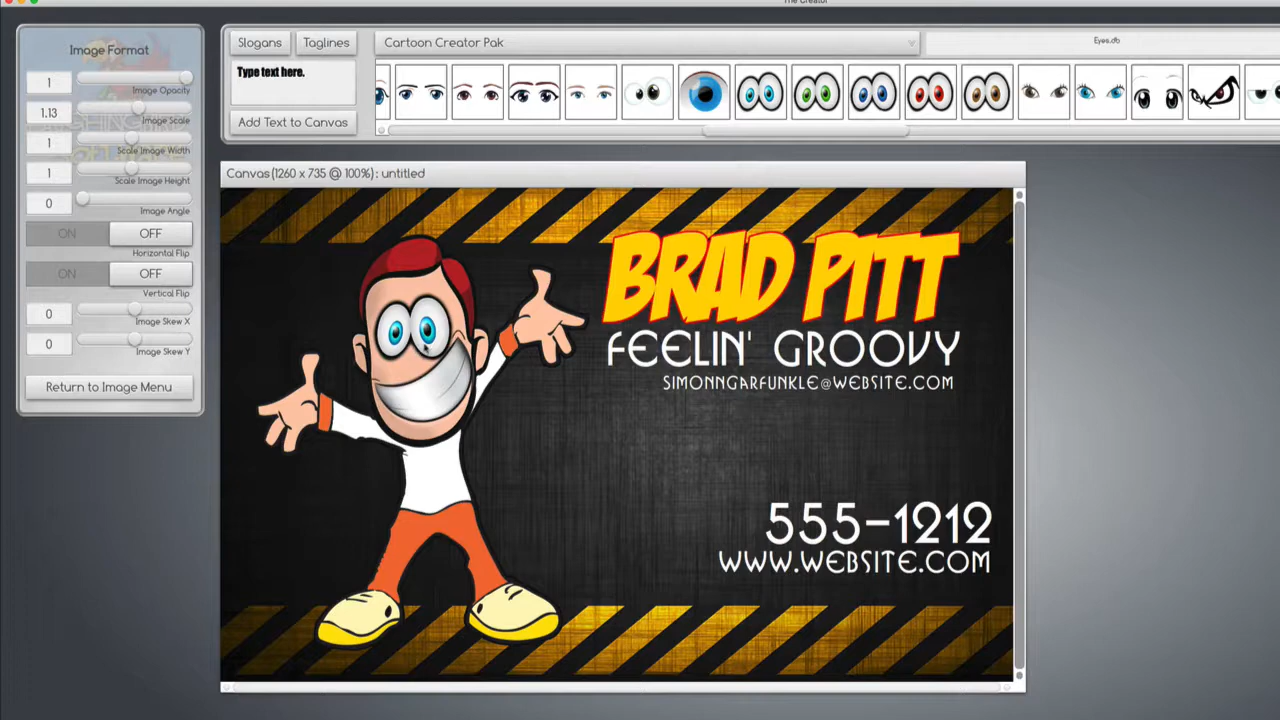 The Creator
Image Format
1
Image Opacity
1.13
Image Scale
1
Scale Image Width
1
Scale Image Height
0
Image Angle
ON OFF
Horizontal Flip
ON OFF
Vertical Flip
0
Image Skew X
0
Image Skew Y
Return to Image Menu
Slogans Taglines
Type text here.
Add Text to Canvas
Cartoon Creator Pak
Eyes.db
Canvas(1260 x 735 @ 100%): untitled
BRAD PITT
FEELIN' GROOVY
SIMONNGARFUNKLE@WEBSITE.COM
555-1212
WWW.WEBSITE.COM